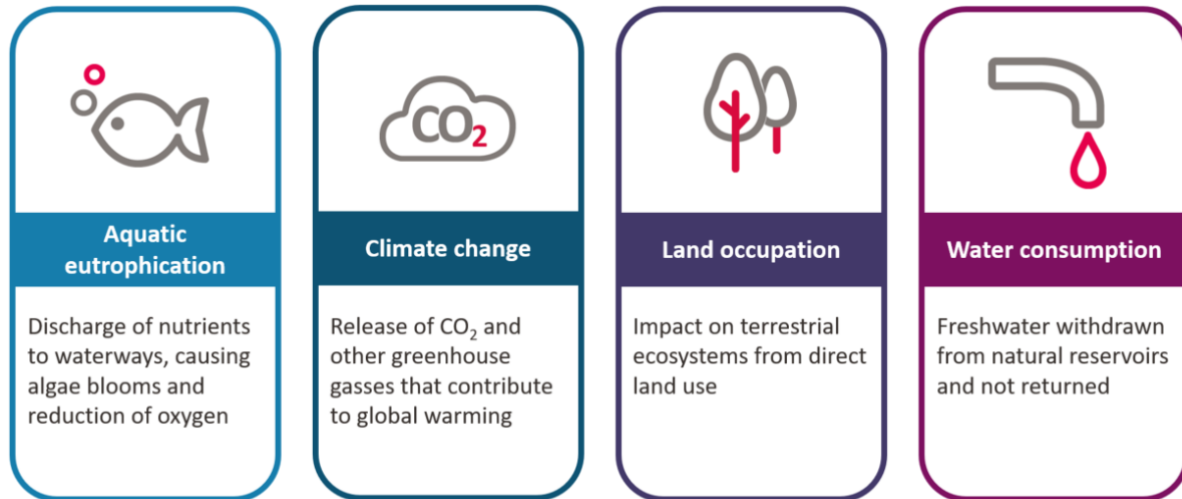 CO₂
Aquatic
eutrophication
Discharge of nutrients
to waterways, causing
algae blooms and
reduction of oxygen
Climate change
Release of CO₂ and
other greenhouse
gasses that contribute
to global warming
Land occupation
Impact on terrestrial
ecosystems from direct
land use
Water consumption
Freshwater withdrawn
from natural reservoirs
and not returned